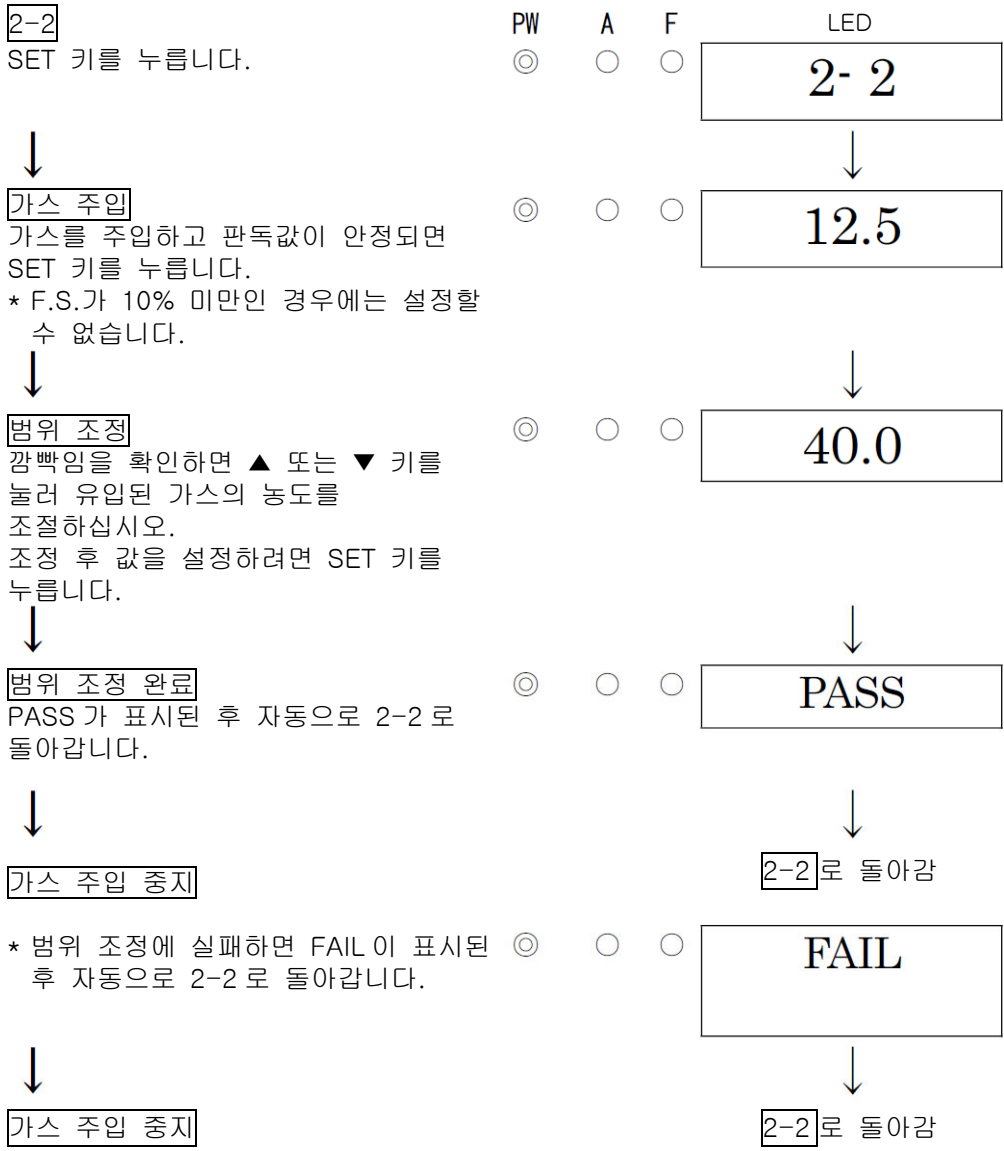 2-2 PW A F LED
SET 키를 누릅니다. ◎ ○ ○ 2- 2
↓ ↓
가스 주입 ◎ ○ ○ 12.5
가스를 주입하고 판독값이 안정되면
SET 키를 누릅니다.
* F.S.가 10% 미만인 경우에는 설정할
수 없습니다.
↓ ↓
범위 조정 ◎ ○ ○ 40.0
깜빡임을 확인하면 ▲ 또는 ▼ 키를
눌러 유입된 가스의 농도를
조절하십시오.
조정 후 값을 설정하려면 SET 키를
누릅니다.
↓ ↓
범위 조정 완료 ◎ ○ ○ PASS
PASS 가 표시된 후 자동으로 2-2 로
돌아갑니다.
↓ ↓
가스 주입 중지 2-2 로 돌아감
* 범위 조정에 실패하면 FAIL 이 표시된 ◎ ○ ○ FAIL
후 자동으로 2-2 로 돌아갑니다.
↓ ↓
가스 주입 중지 2-2 로 돌아감